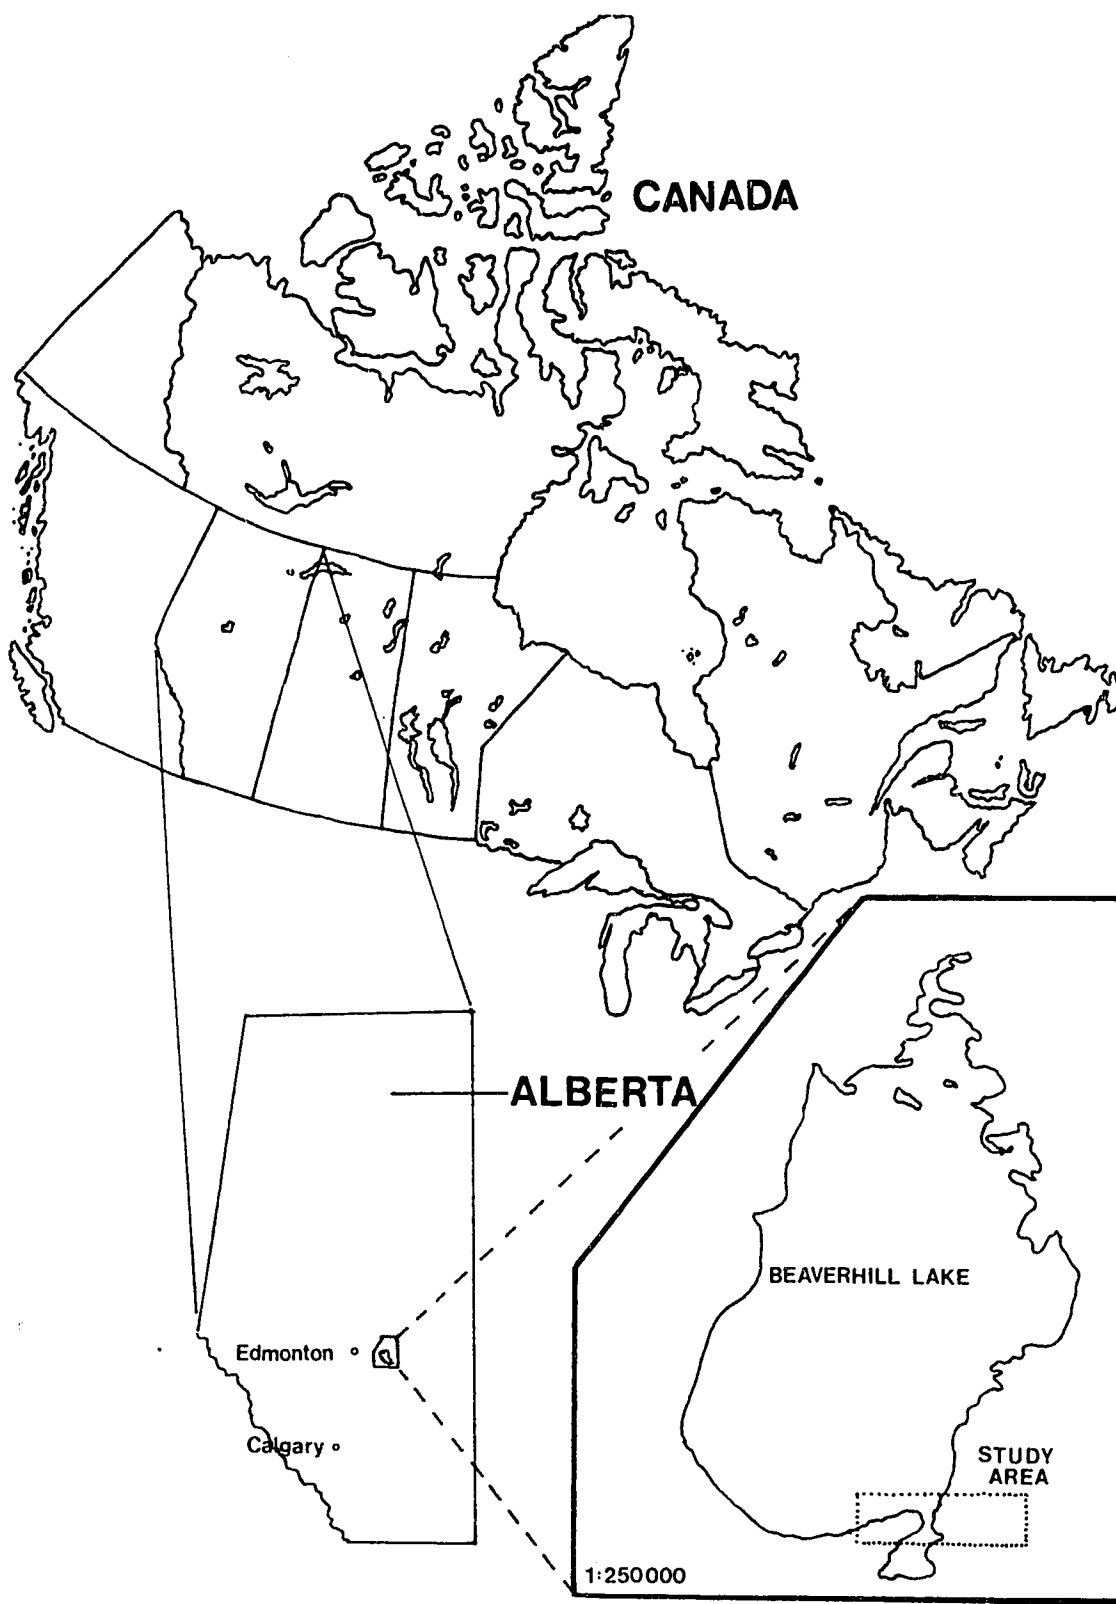 CANADA
ALBERTA
BEAVERHILL LAKE
Edmonton
Calgary
STUDY
AREA
1:250000